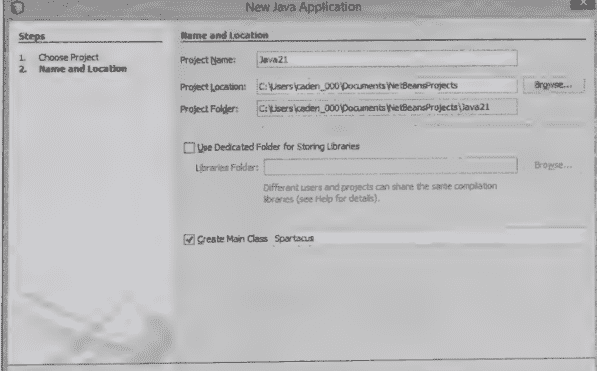 New Java Application
Steps
1. Choose Project
2. Name and Location
Name and Location
Project Name: Java21
Project Location: C:\Users\caden_000\Documents\NetBeansProjects Browse...
Project Folder: C:\Users\caden_000\Documents\NetBeansProjects\Java21
Use Dedicated Folder for Storing Libraries
Libraries Folder: Browse...
Different users and projects can share the same compilation
libraries (see Help for details).
Create Main Class Spartacus